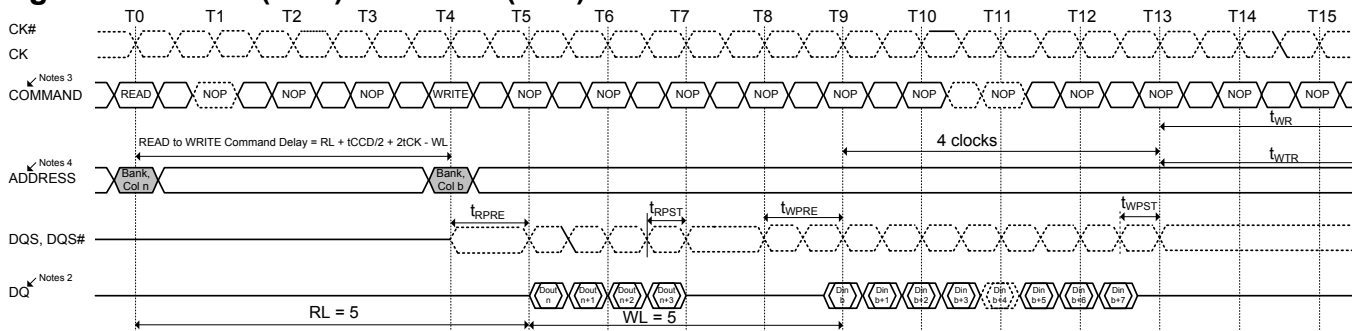 T0 T1 T2 T3 T4 T5 T6 T7 T8 T9 T10 T11 T12 T13 T14 T15
CK#
CK
Notes 3
COMMAND READ NOP NOP NOP WRITE NOP NOP NOP NOP NOP NOP NOP NOP NOP NOP NOP
tWR
READ to WRITE Command Delay = RL + tCCD/2 + 2tCK - WL
4 clocks
tWTR
Notes 4
ADDRESS
Bank, Col n
Bank, Col b
tRPRE tRPST tWPRE tWPST
DQS, DQS#
Notes 2
DQ
Dout n
Dout n+1
Dout n+2
Dout n+3
Din b
Din b+1
Din b+2
Din b+3
Din b+4
Din b+5
Din b+6
Din b+7
RL = 5 WL = 5